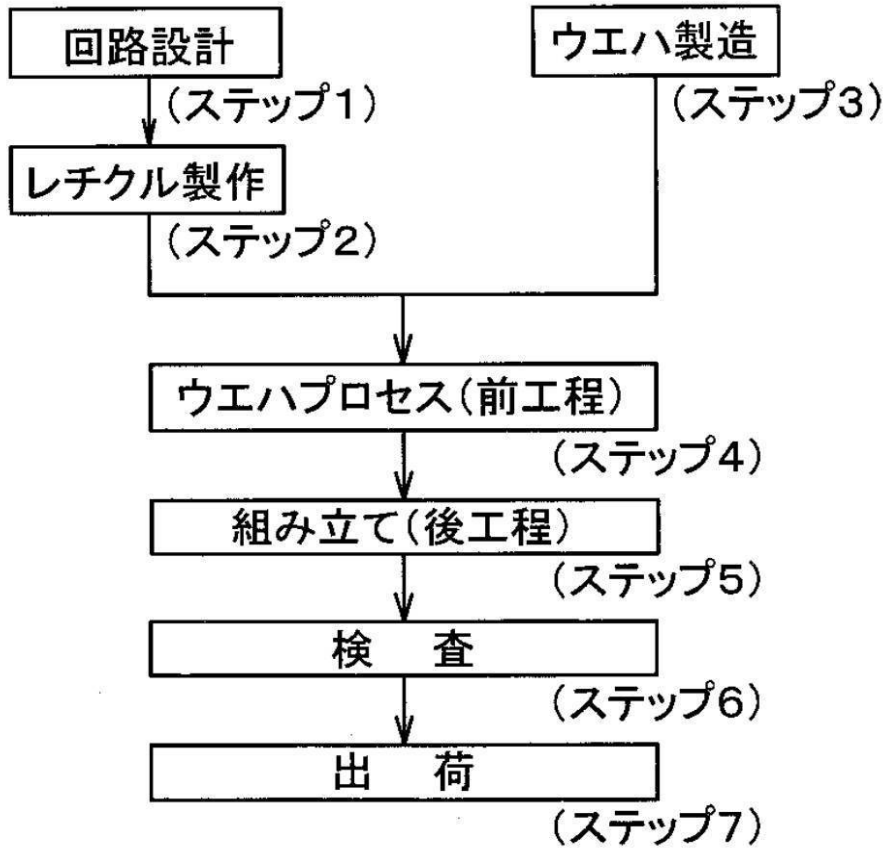 回路設計
(ステップ1)
レチクル製作
(ステップ2)
ウエハ製造
(ステップ3)
ウエハプロセス(前工程)
(ステップ4)
組み立て(後工程)
(ステップ5)
検 査
(ステップ6)
出 荷
(ステップ7)